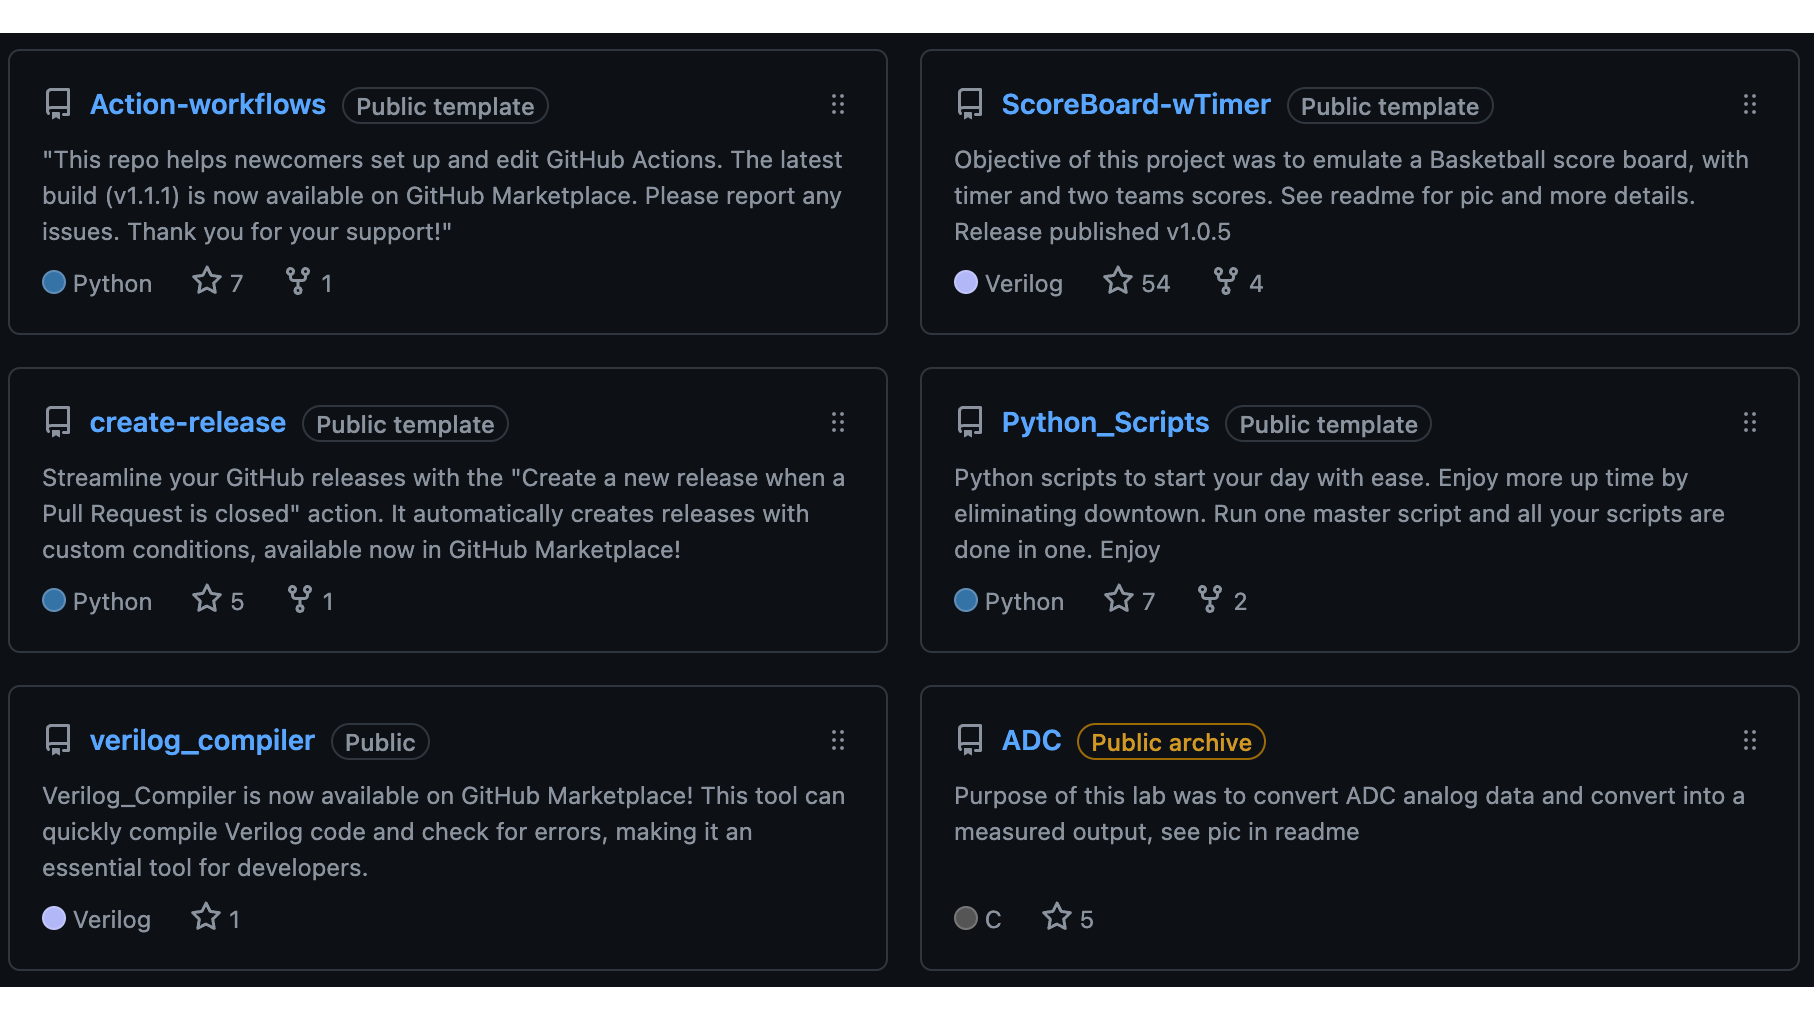 Action-workflows Public template
"This repo helps newcomers set up and edit GitHub Actions. The latest
build (v1.1.1) is now available on GitHub Marketplace. Please report any
issues. Thank you for your support!"
Python 7 1
ScoreBoard-wTimer Public template
Objective of this project was to emulate a Basketball score board, with
timer and two teams scores. See readme for pic and more details.
Release published v1.0.5
Verilog 54 4
create-release Public template
Streamline your GitHub releases with the "Create a new release when a
Pull Request is closed" action. It automatically creates releases with
custom conditions, available now in GitHub Marketplace!
Python 5 1
Python_Scripts Public template
Python scripts to start your day with ease. Enjoy more up time by
eliminating downtown. Run one master script and all your scripts are
done in one. Enjoy
Python 7 2
verilog_compiler Public
Verilog_Compiler is now available on GitHub Marketplace! This tool can
quickly compile Verilog code and check for errors, making it an
essential tool for developers.
Verilog 1
ADC Public archive
Purpose of this lab was to convert ADC analog data and convert into a
measured output, see pic in readme
C 5